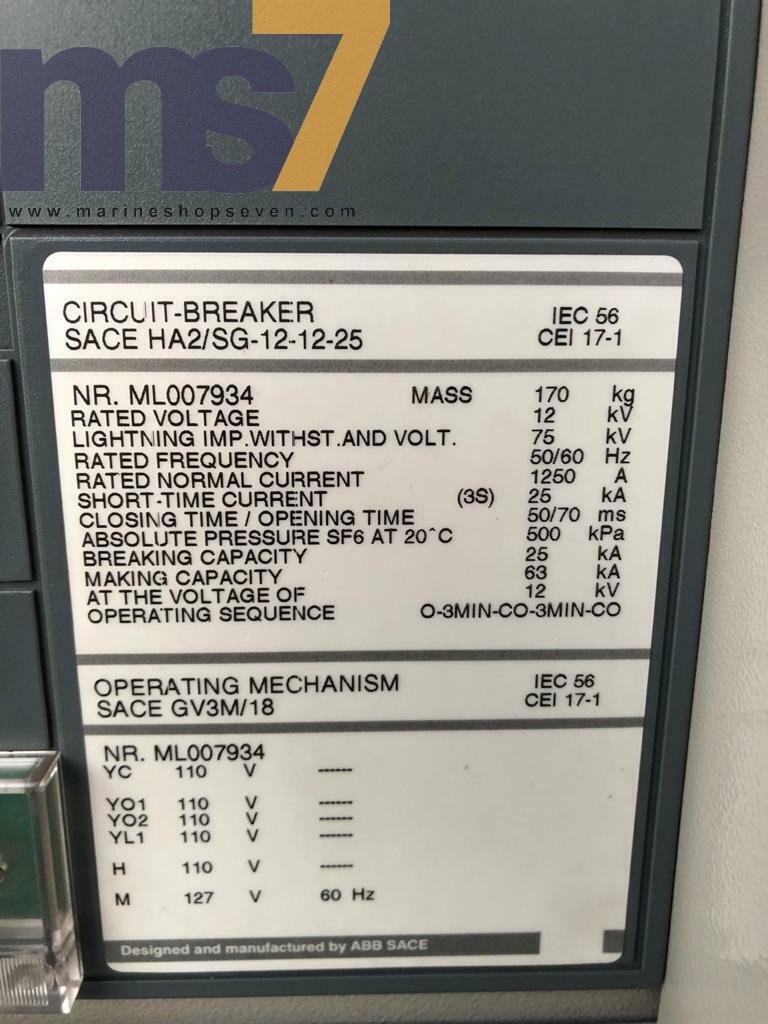 ms7
www.marineshopseven.com
CIRCUIT-BREAKER IEC 56
SACE HA2/SG-12-12-25 CEI 17-1
NR. ML007934 MASS 170 kg
RATED VOLTAGE 12 kV
LIGHTNING IMP.WITHST.AND VOLT. 75 kV
RATED FREQUENCY 50/60 Hz
RATED NORMAL CURRENT 1250 A
SHORT-TIME CURRENT (3S) 25 kA
CLOSING TIME / OPENING TIME 50/70 ms
ABSOLUTE PRESSURE SF6 AT 20^C 500 kPa
BREAKING CAPACITY 25 kA
MAKING CAPACITY 63 kA
AT THE VOLTAGE OF 12 kV
OPERATING SEQUENCE O-3MIN-CO-3MIN-CO
OPERATING MECHANISM IEC 56
SACE GV3M/18 CEI 17-1
NR. ML007934
YC 110 V ------
YO1 110 V ------
YO2 110 V ------
YL1 110 V ------
H 110 V ------
M 127 V 60 Hz
Designed and manufactured by ABB SACE